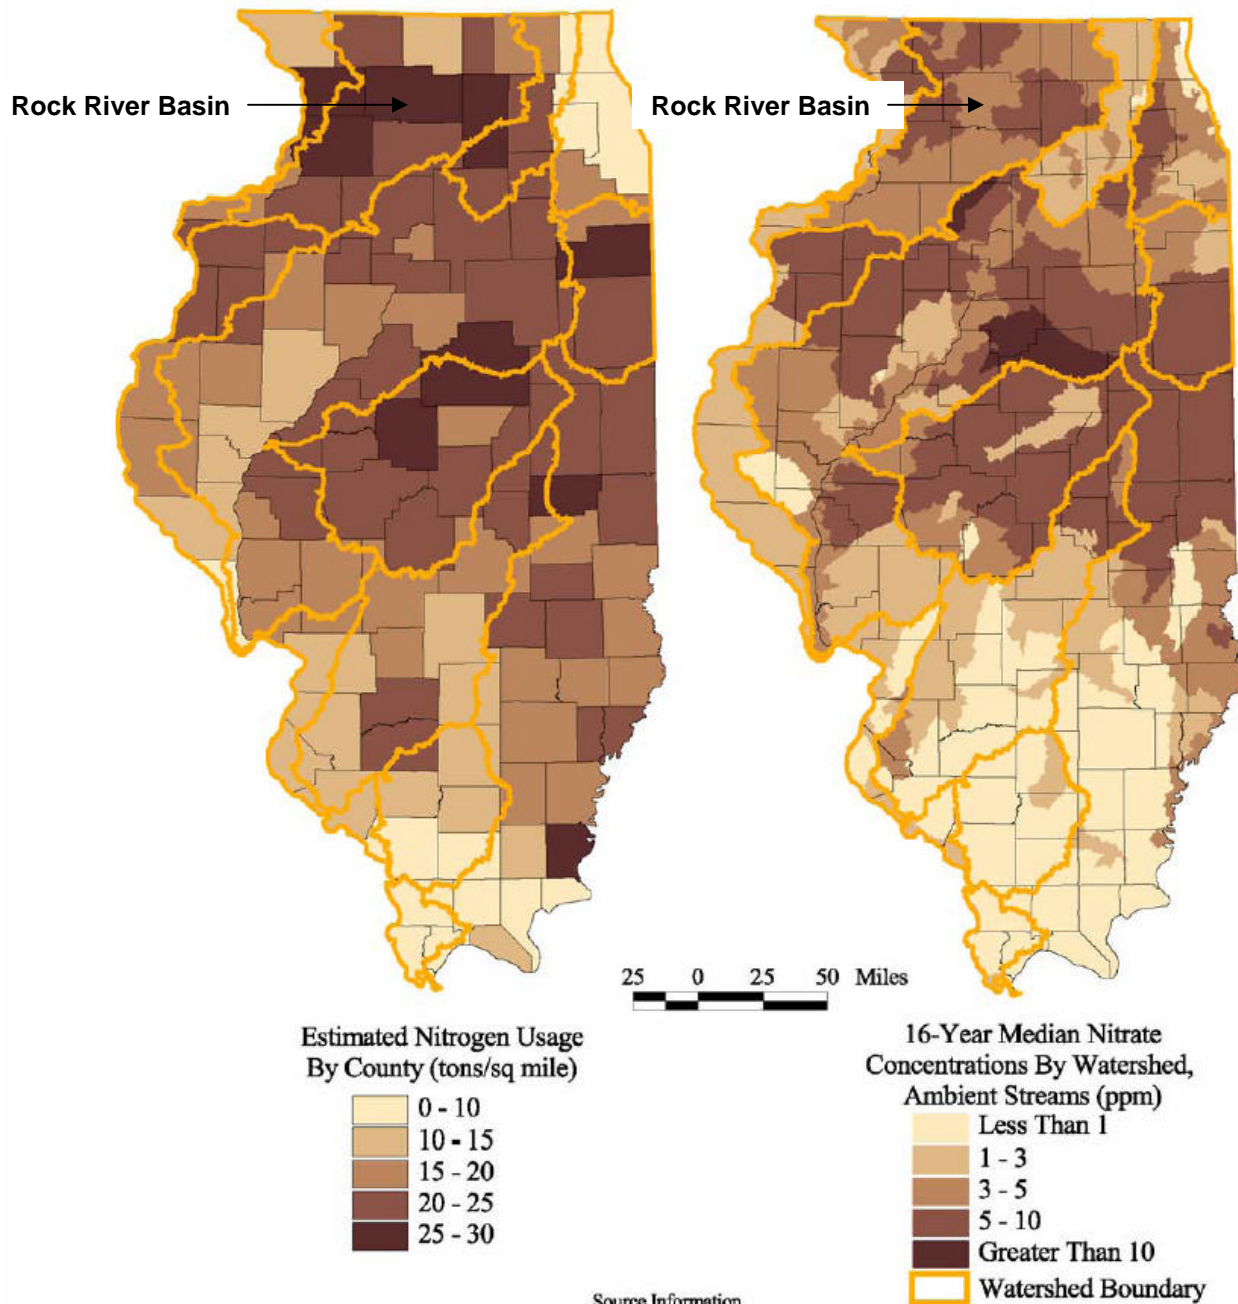 Rock River Basin
Rock River Basin
25 0 25 50 Miles
Estimated Nitrogen Usage
By County (tons/sq mile)
0 - 10
10 - 15
15 - 20
20 - 25
25 - 30
16-Year Median Nitrate
Concentrations By Watershed,
Ambient Streams (ppm)
Less Than 1
1 - 3
3 - 5
5 - 10
Greater Than 10
Watershed Boundary
Source Information